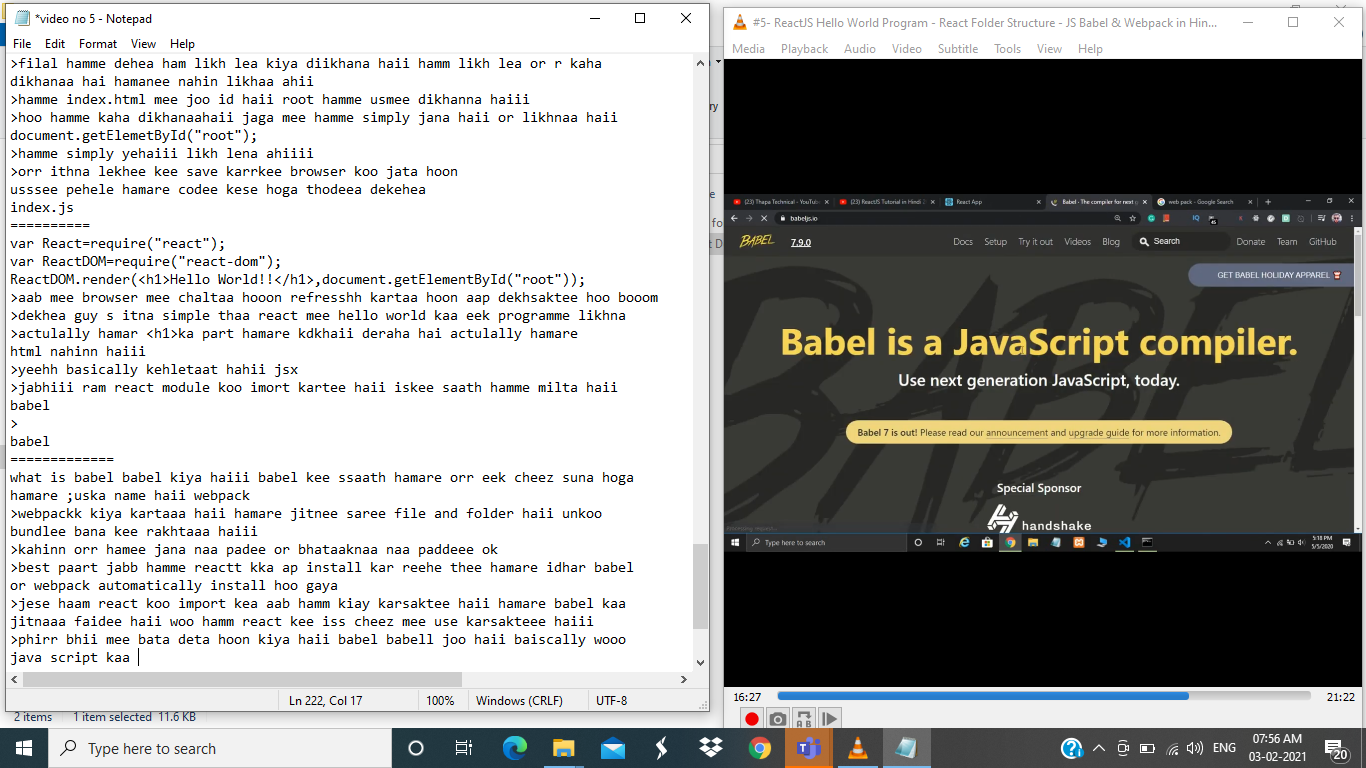 *video no 5 - Notepad
File Edit Format View Help
>filal hamme dehea ham likh lea kiya diikhana haii hamm likh lea or r kaha
dikhanaa hai hamanee nahin likhaa ahii
>hamme index.html mee joo id haii root hamme usmee dikhanna haiii
>hoo hamme kaha dikhanaahaii jaga mee hamme simply jana haii or likhnaa haii
document.getElemetById("root");
>hamme simply yehaiii likh lena ahiiii
>orr ithna lekhee kee save karrkee browser koo jata hoon
usssee pehele hamare codee kese hoga thodeea dekehea
index.js
==========
var React=require("react");
var ReactDOM=require("react-dom");
ReactDOM.render(<h1>Hello World!!</h1>,document.getElementById("root"));
>aab mee browser mee chaltaa hooon refresshh kartaa hoon aap dekhsaktee hoo booom
>dekhea guy s itna simple thaa react mee hello world kaa eek programme likhna
>actulally hamar <h1>ka part hamare kdkhaii deraha hai actulally hamare
html nahinn haiii
>yeehh basically kehletaat hahii jsx
>jabhiii ram react module koo imort kartee haii iskee saath hamme milta haii
babel
>
babel
=============
what is babel babel kiya haiii babel kee ssaath hamare orr eek cheez suna hoga
hamare ;uska name haii webpack
>webpackk kiya kartaaa haii hamare jitnee saree file and folder haii unkoo
bundlee bana kee rakhtaaa haiii
>kahinn orr hamee jana naa padee or bhataaknaa naa paddeee ok
>best paart jabb hamme reactt kka ap install kar reehe thee hamare idhar babel
or webpack automatically install hoo gaya
>jese haam react koo import kea aab hamm kiay karsaktee haii hamare babel kaa
jitnaaa faidee haii woo hamm react kee iss cheez mee use karsakteee haiii
>phirr bhii mee bata deta hoon kiya haii babel babell joo haii baiscally wooo
java script kaa
Ln 222, Col 17 100% Windows (CRLF) UTF-8
2 items 1 item selected 11.6 KB
#5- ReactJS Hello World Program - React Folder Structure - JS Babel & Webpack in Hin...
Media Playback Audio Video Subtitle Tools View Help
(23) Thapa Technical - YouTu (23) ReactJS Tutorial in Hindi React App Babel · The compiler for next g web pack - Google Search
babeljs.io
BABEL 7.9.0 Docs Setup Try it out Videos Blog Search Donate Team GitHub
GET BABEL HOLIDAY APPAREL
BABEL
Babel is a JavaScript compiler.
Use next generation JavaScript, today.
Babel 7 is out! Please read our announcement and upgrade guide for more information.
Special Sponsor
handshake
Type here to search
5:18 PM
5/5/2020
16:27 21:22
Type here to search
ENG
07:56 AM
03-02-2021
20